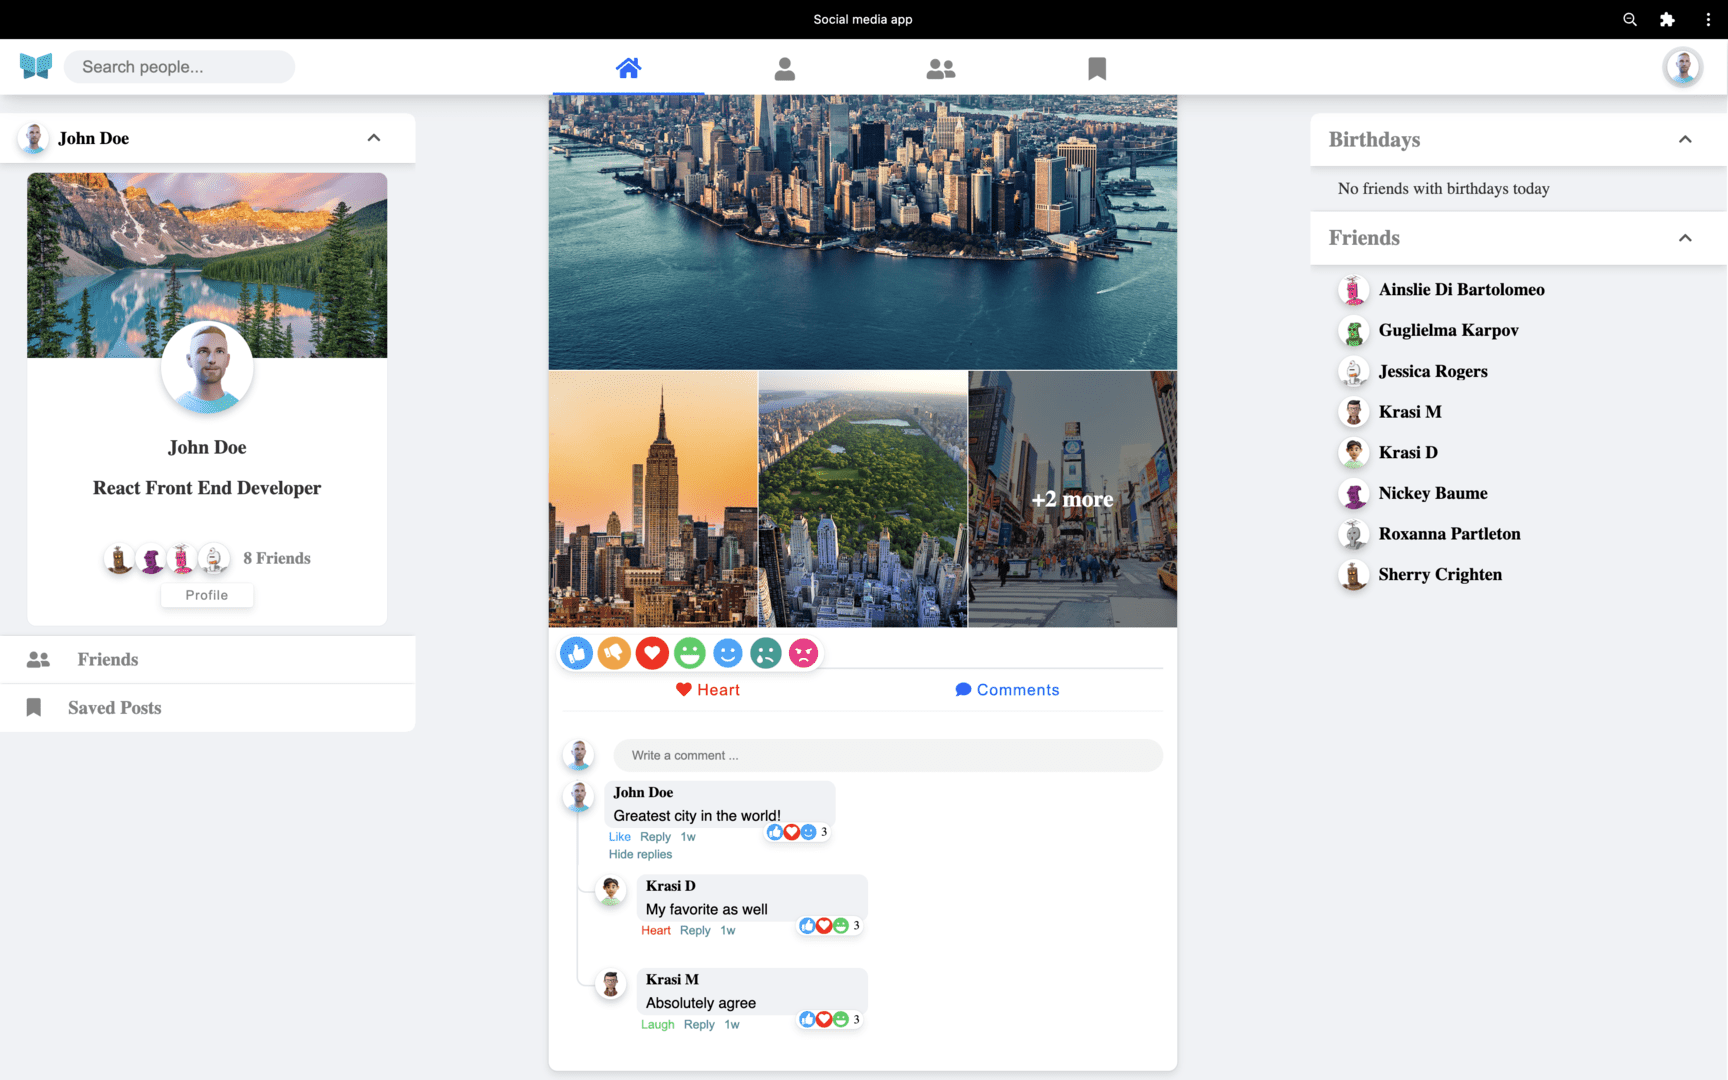 Social media app
Search people...
John Doe
John Doe
React Front End Developer
8 Friends
Profile
Friends
Saved Posts
+2 more
Heart
Comments
Write a comment ...
John Doe
Greatest city in the world!
3
Like Reply 1w
Hide replies
Krasi D
My favorite as well
3
Heart Reply 1w
Krasi M
Absolutely agree
3
Laugh Reply 1w
Birthdays
No friends with birthdays today
Friends
Ainslie Di Bartolomeo
Guglielma Karpov
Jessica Rogers
Krasi M
Krasi D
Nickey Baume
Roxanna Partleton
Sherry Crighten